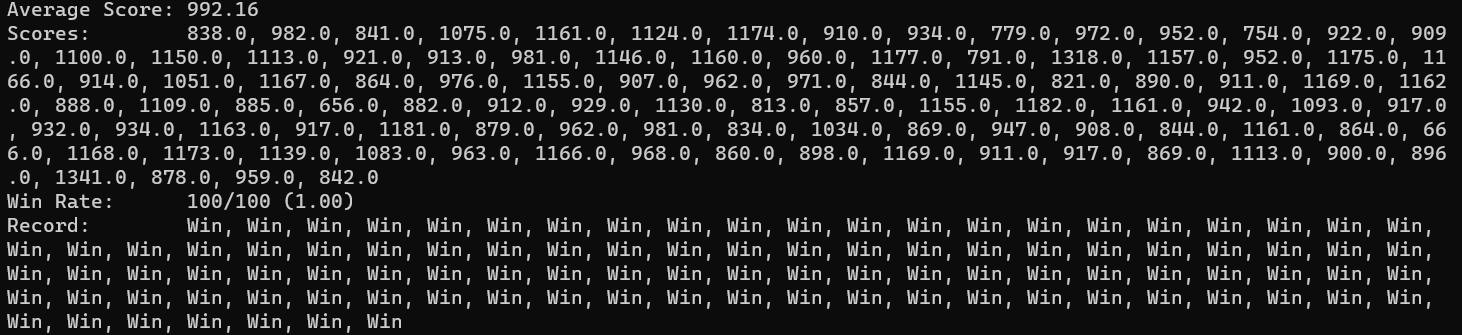 Average Score: 992.16
Scores:        838.0, 982.0, 841.0, 1075.0, 1161.0, 1124.0, 1174.0, 910.0, 934.0, 779.0, 972.0, 952.0, 754.0, 922.0, 909
.0, 1100.0, 1150.0, 1113.0, 921.0, 913.0, 981.0, 1146.0, 1160.0, 960.0, 1177.0, 791.0, 1318.0, 1157.0, 952.0, 1175.0, 11
66.0, 914.0, 1051.0, 1167.0, 864.0, 976.0, 1155.0, 907.0, 962.0, 971.0, 844.0, 1145.0, 821.0, 890.0, 911.0, 1169.0, 1162
.0, 888.0, 1109.0, 885.0, 656.0, 882.0, 912.0, 929.0, 1130.0, 813.0, 857.0, 1155.0, 1182.0, 1161.0, 942.0, 1093.0, 917.0
, 932.0, 934.0, 1163.0, 917.0, 1181.0, 879.0, 962.0, 981.0, 834.0, 1034.0, 869.0, 947.0, 908.0, 844.0, 1161.0, 864.0, 66
6.0, 1168.0, 1173.0, 1139.0, 1083.0, 963.0, 1166.0, 968.0, 860.0, 898.0, 1169.0, 911.0, 917.0, 869.0, 1113.0, 900.0, 896
.0, 1341.0, 878.0, 959.0, 842.0
Win Rate:      100/100 (1.00)
Record:        Win, Win, Win, Win, Win, Win, Win, Win, Win, Win, Win, Win, Win, Win, Win, Win, Win, Win, Win, Win, Win,
Win, Win, Win, Win, Win, Win, Win, Win, Win, Win, Win, Win, Win, Win, Win, Win, Win, Win, Win, Win, Win, Win, Win, Win,
Win, Win, Win, Win, Win, Win, Win, Win, Win, Win, Win, Win, Win, Win, Win, Win, Win, Win, Win, Win, Win, Win, Win, Win,
Win, Win, Win, Win, Win, Win, Win, Win, Win, Win, Win, Win, Win, Win, Win, Win, Win, Win, Win, Win, Win, Win, Win, Win,
Win, Win, Win, Win, Win, Win, Win